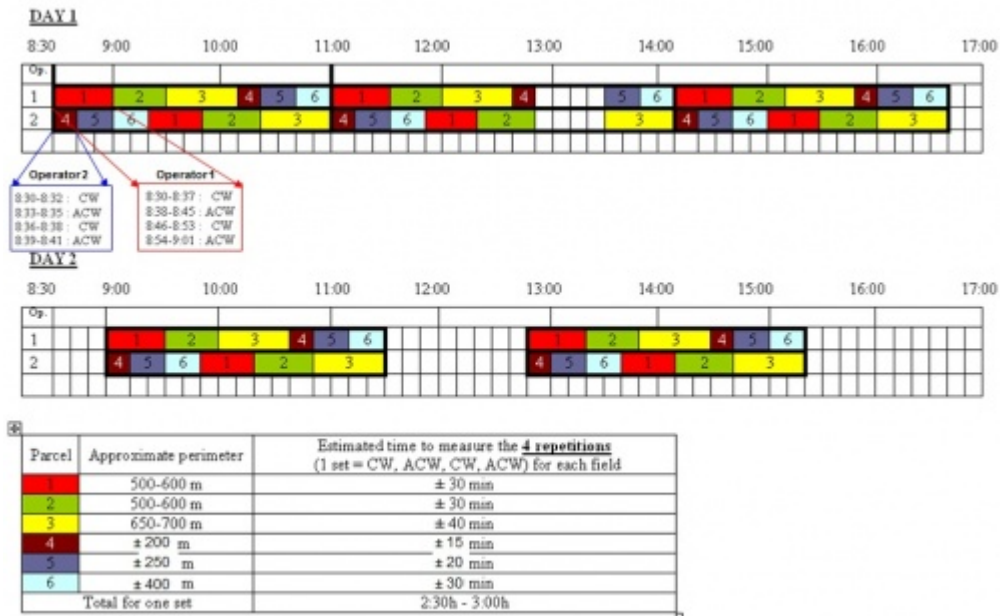 DAY 1
8:30 9:00 10:00 11:00 12:00 13:00 14:00 15:00 16:00 17:00
Op.
1 1 2 3 4 5 6 1 2 3 4 5 6 1 2 3 4 5 6
2 4 5 6 1 2 3 4 5 6 1 2 3 4 5 6 1 2 3
Operator2 Operator1
8:30-8:32 : CW 8:30-8:37 : CW
8:33-8:35 : ACW 8:38-8:45 : ACW
8:36-8:38 : CW 8:46-8:53 : CW
8:39-8:41 : ACW 8:54-9:01 : ACW
DAY 2
8:30 9:00 10:00 11:00 12:00 13:00 14:00 15:00 16:00 17:00
Op.
1 1 2 3 4 5 6 1 2 3 4 5 6
2 4 5 6 1 2 3 4 5 6 1 2 3
Parcel Approximate perimeter Estimated time to measure the 4 repetitions
(1 set = CW, ACW, CW, ACW) for each field
1 500-600 m ± 30 min
2 500-600 m ± 30 min
3 650-700 m ± 40 min
4 ± 200 m ± 15 min
5 ± 250 m ± 20 min
6 ± 400 m ± 30 min
Total for one set 2:30h - 3:00h